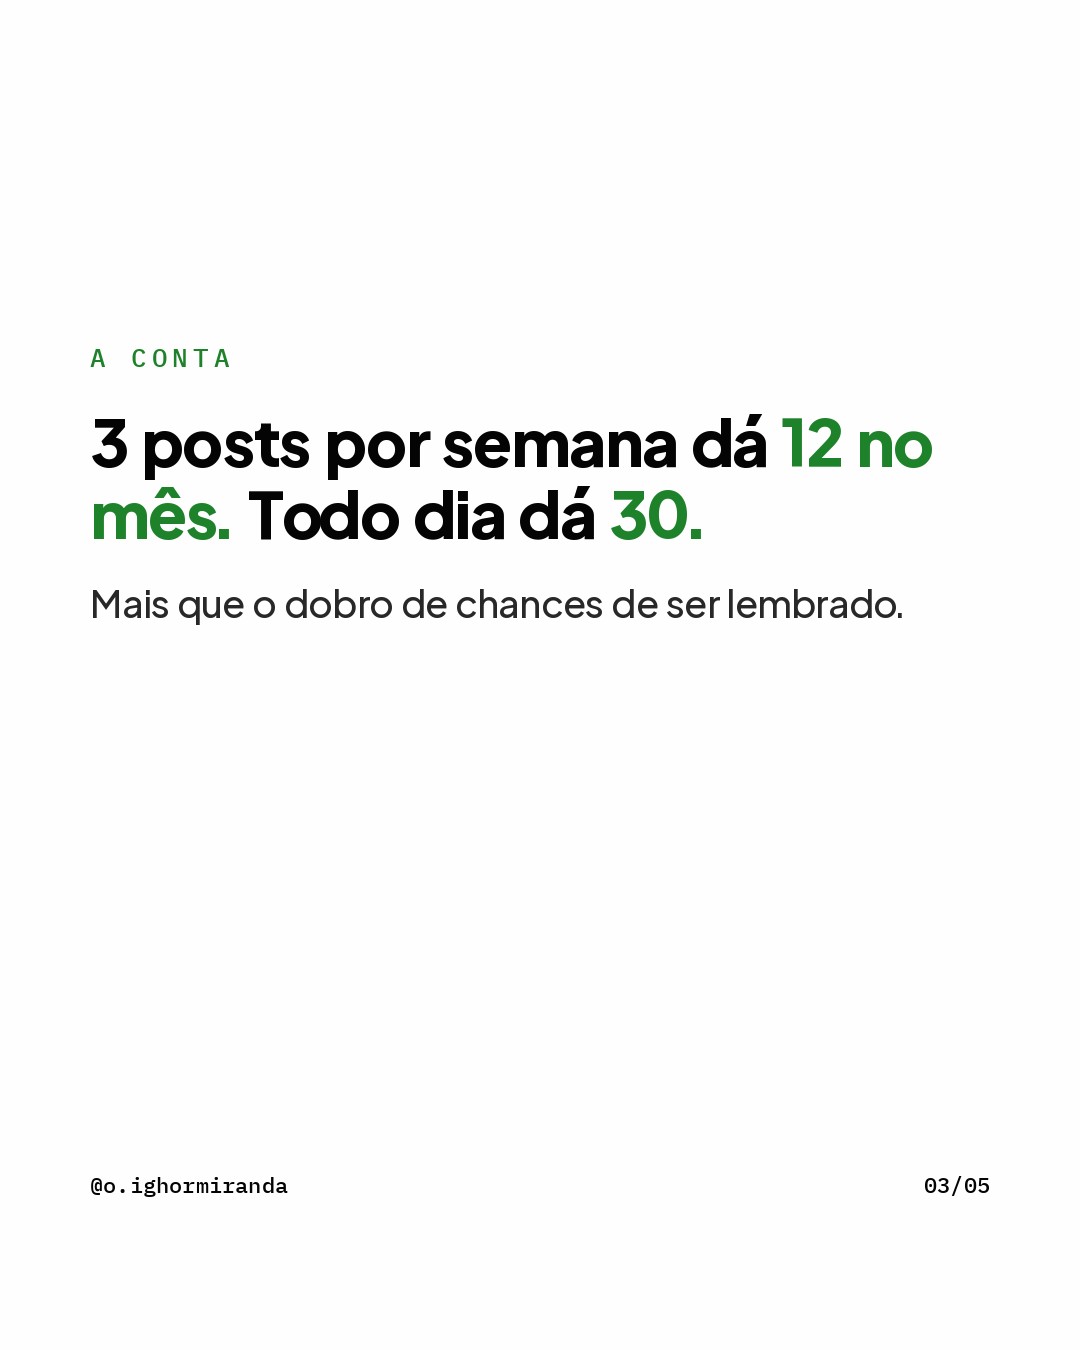 A CONTA
3 posts por semana dá 12 no
mês. Todo dia dá 30.
Mais que o dobro de chances de ser lembrado.
@o.ighormiranda
03/05